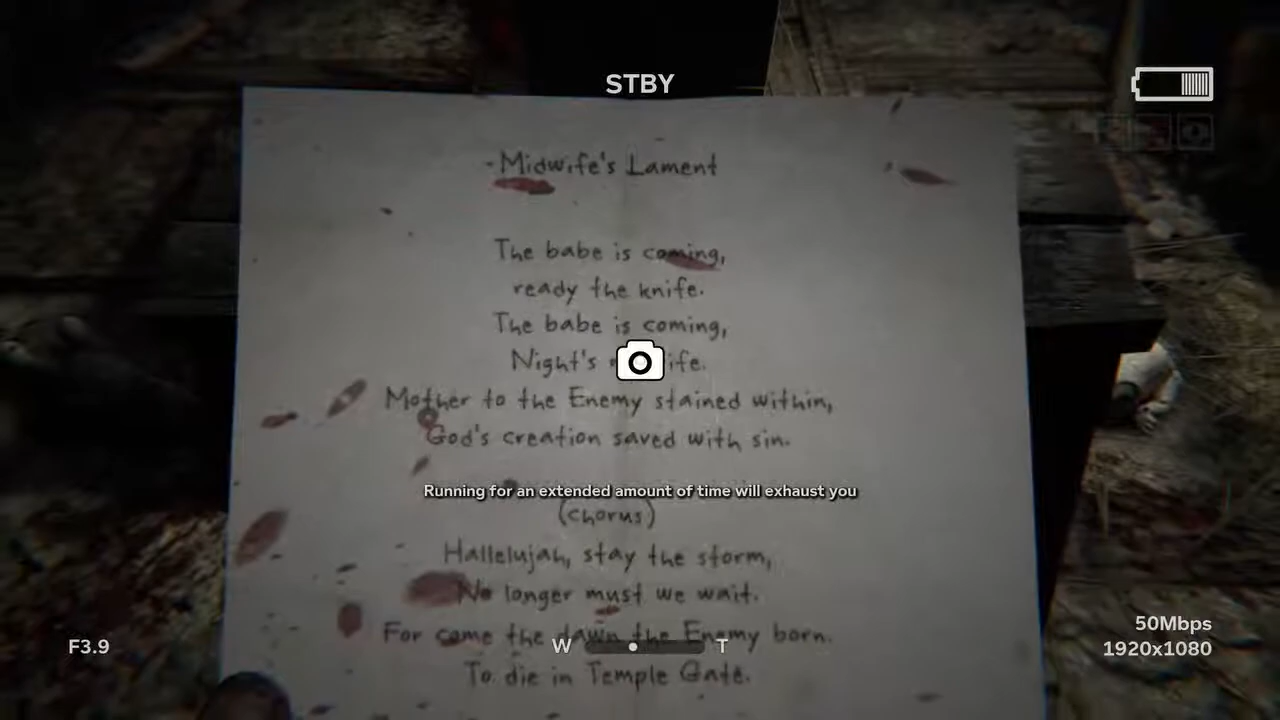 STBY
-Midwife's Lament
The babe is coming,
ready the knife.
The babe is coming,
Night's
Mother to the Enemy stained within,
God's creation saved with sin.
Running for an extended amount of time will exhaust you
(chorus)
Hallelujah, stay the storm,
No longer must we wait.
For come the dawn the Enemy born.
To die in Temple Gate.
F3.9
W T
50Mbps
1920x1080